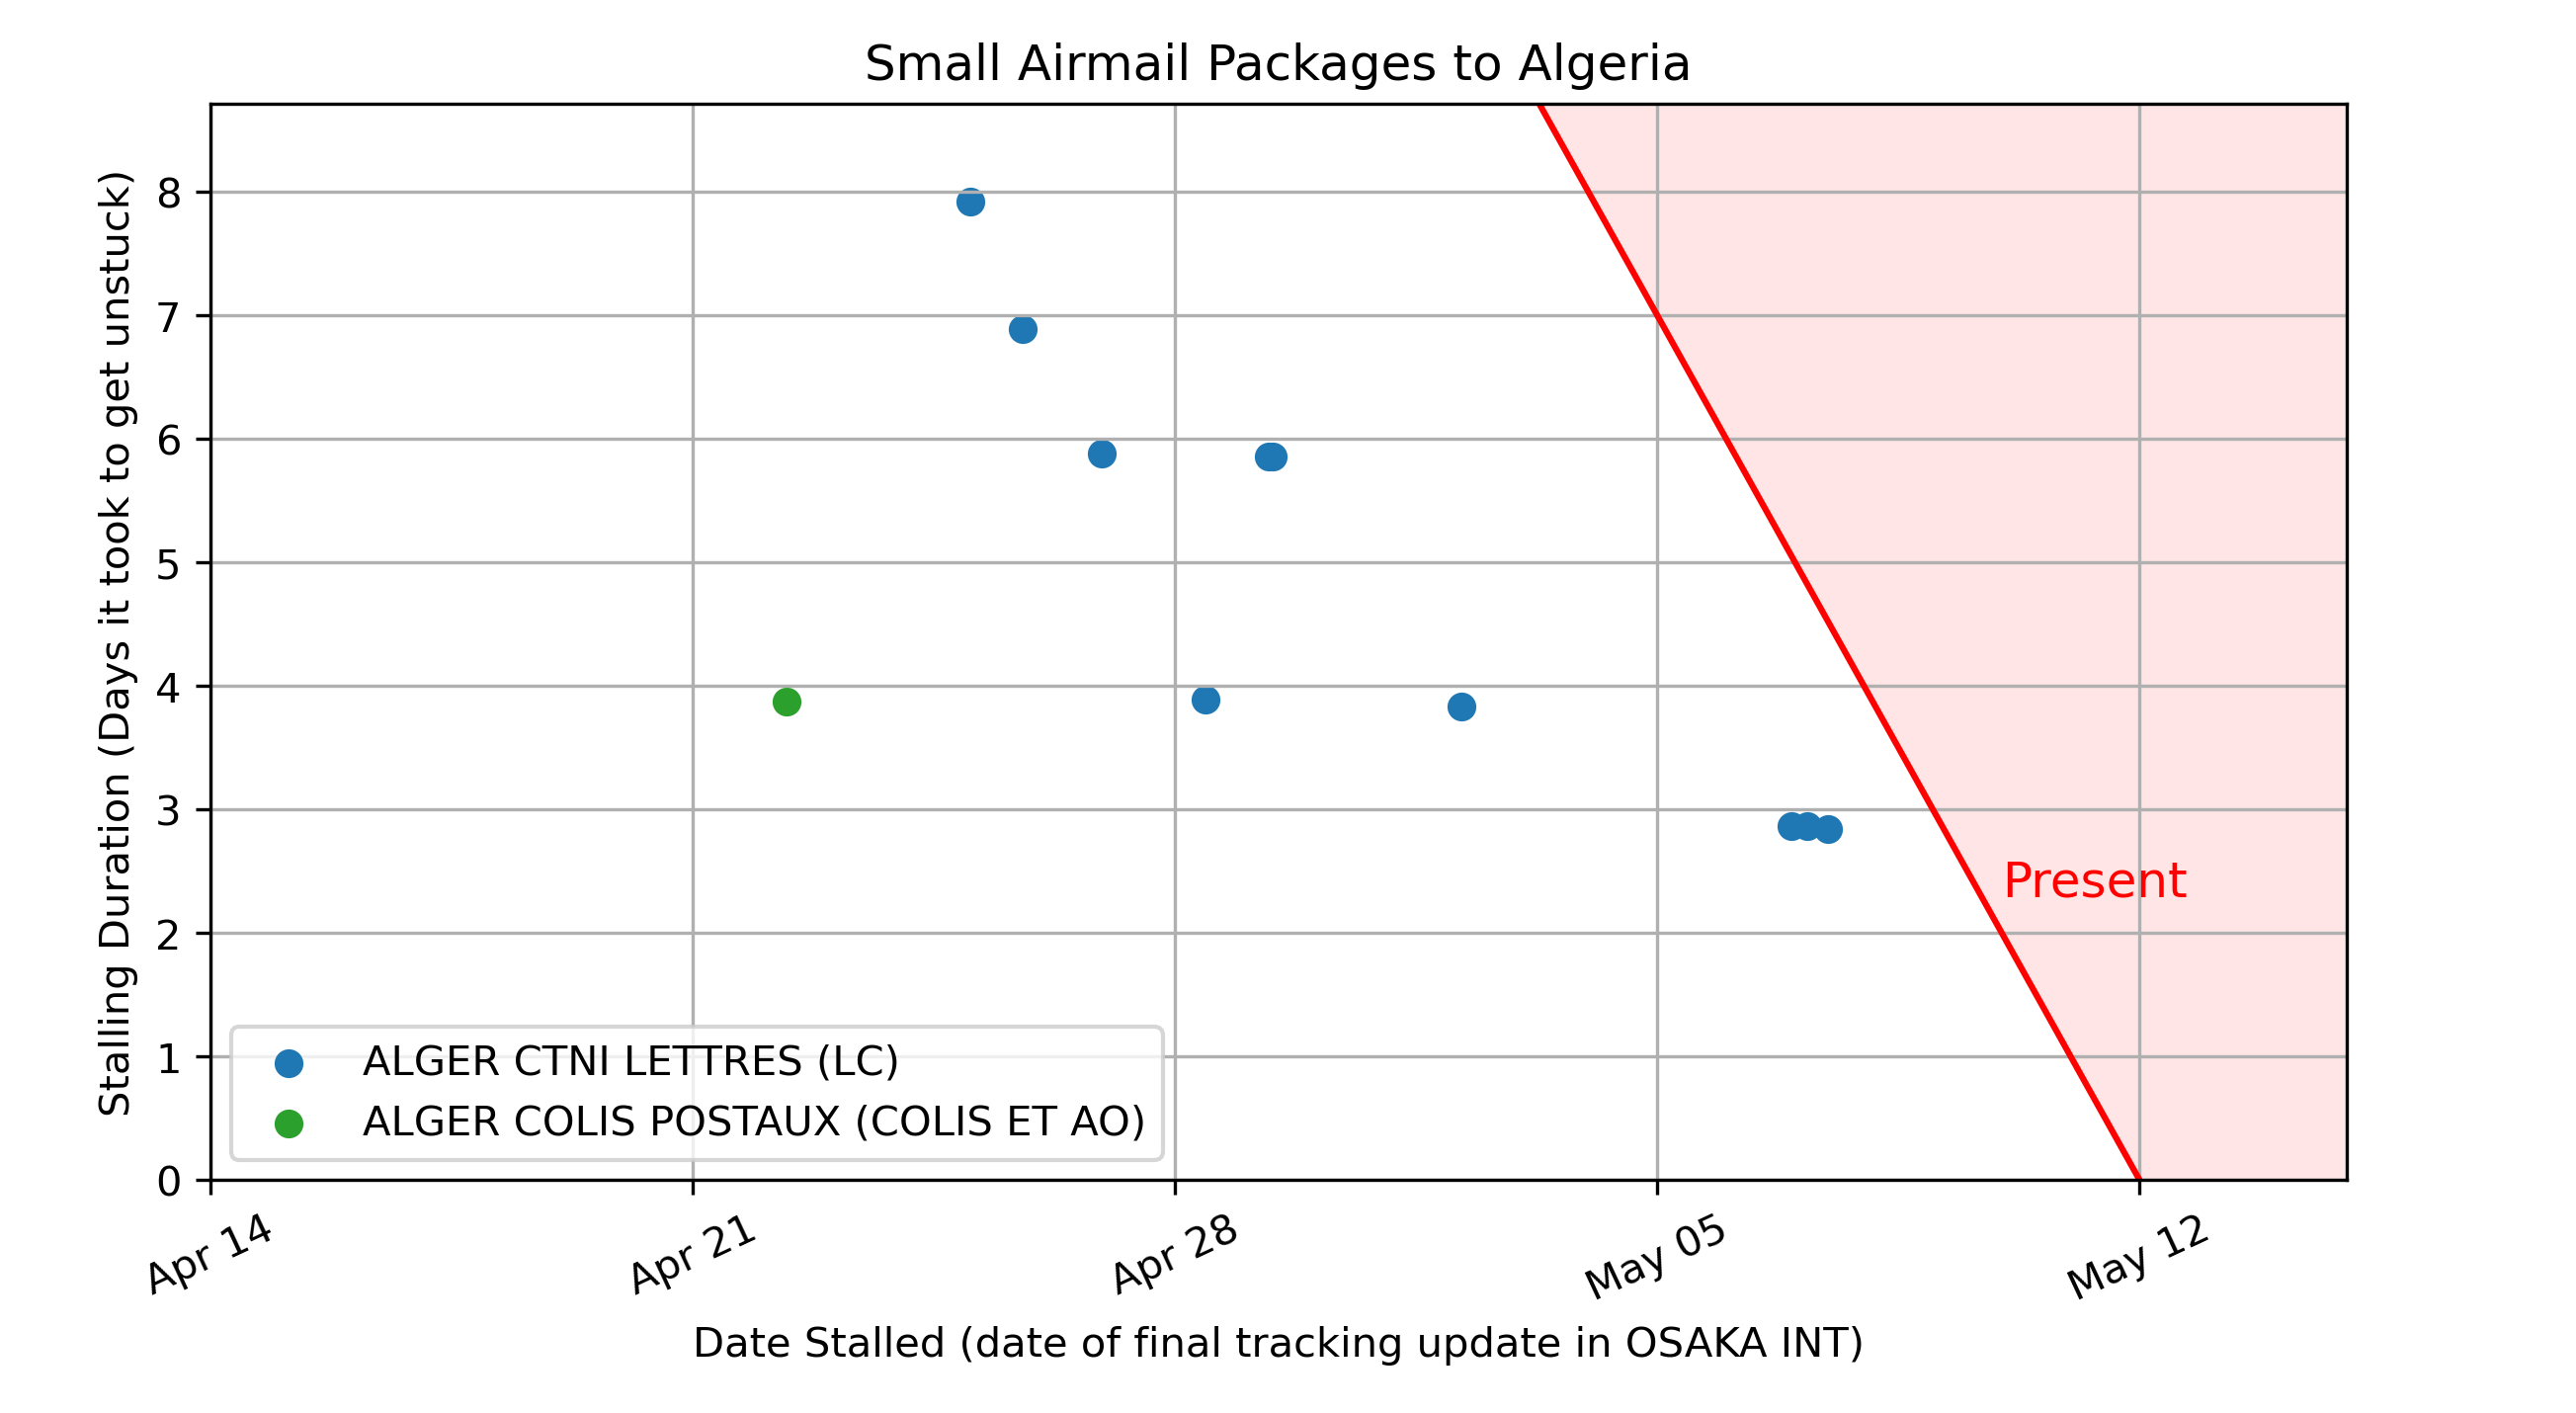 Small Airmail Packages to Algeria
Stalling Duration (Days it took to get unstuck)
8
7
6
5
4
3
2
1
0
Present
ALGER CTNI LETTRES (LC)
ALGER COLIS POSTAUX (COLIS ET AO)
Apr 14
Apr 21
Apr 28
May 05
May 12
Date Stalled (date of final tracking update in OSAKA INT)